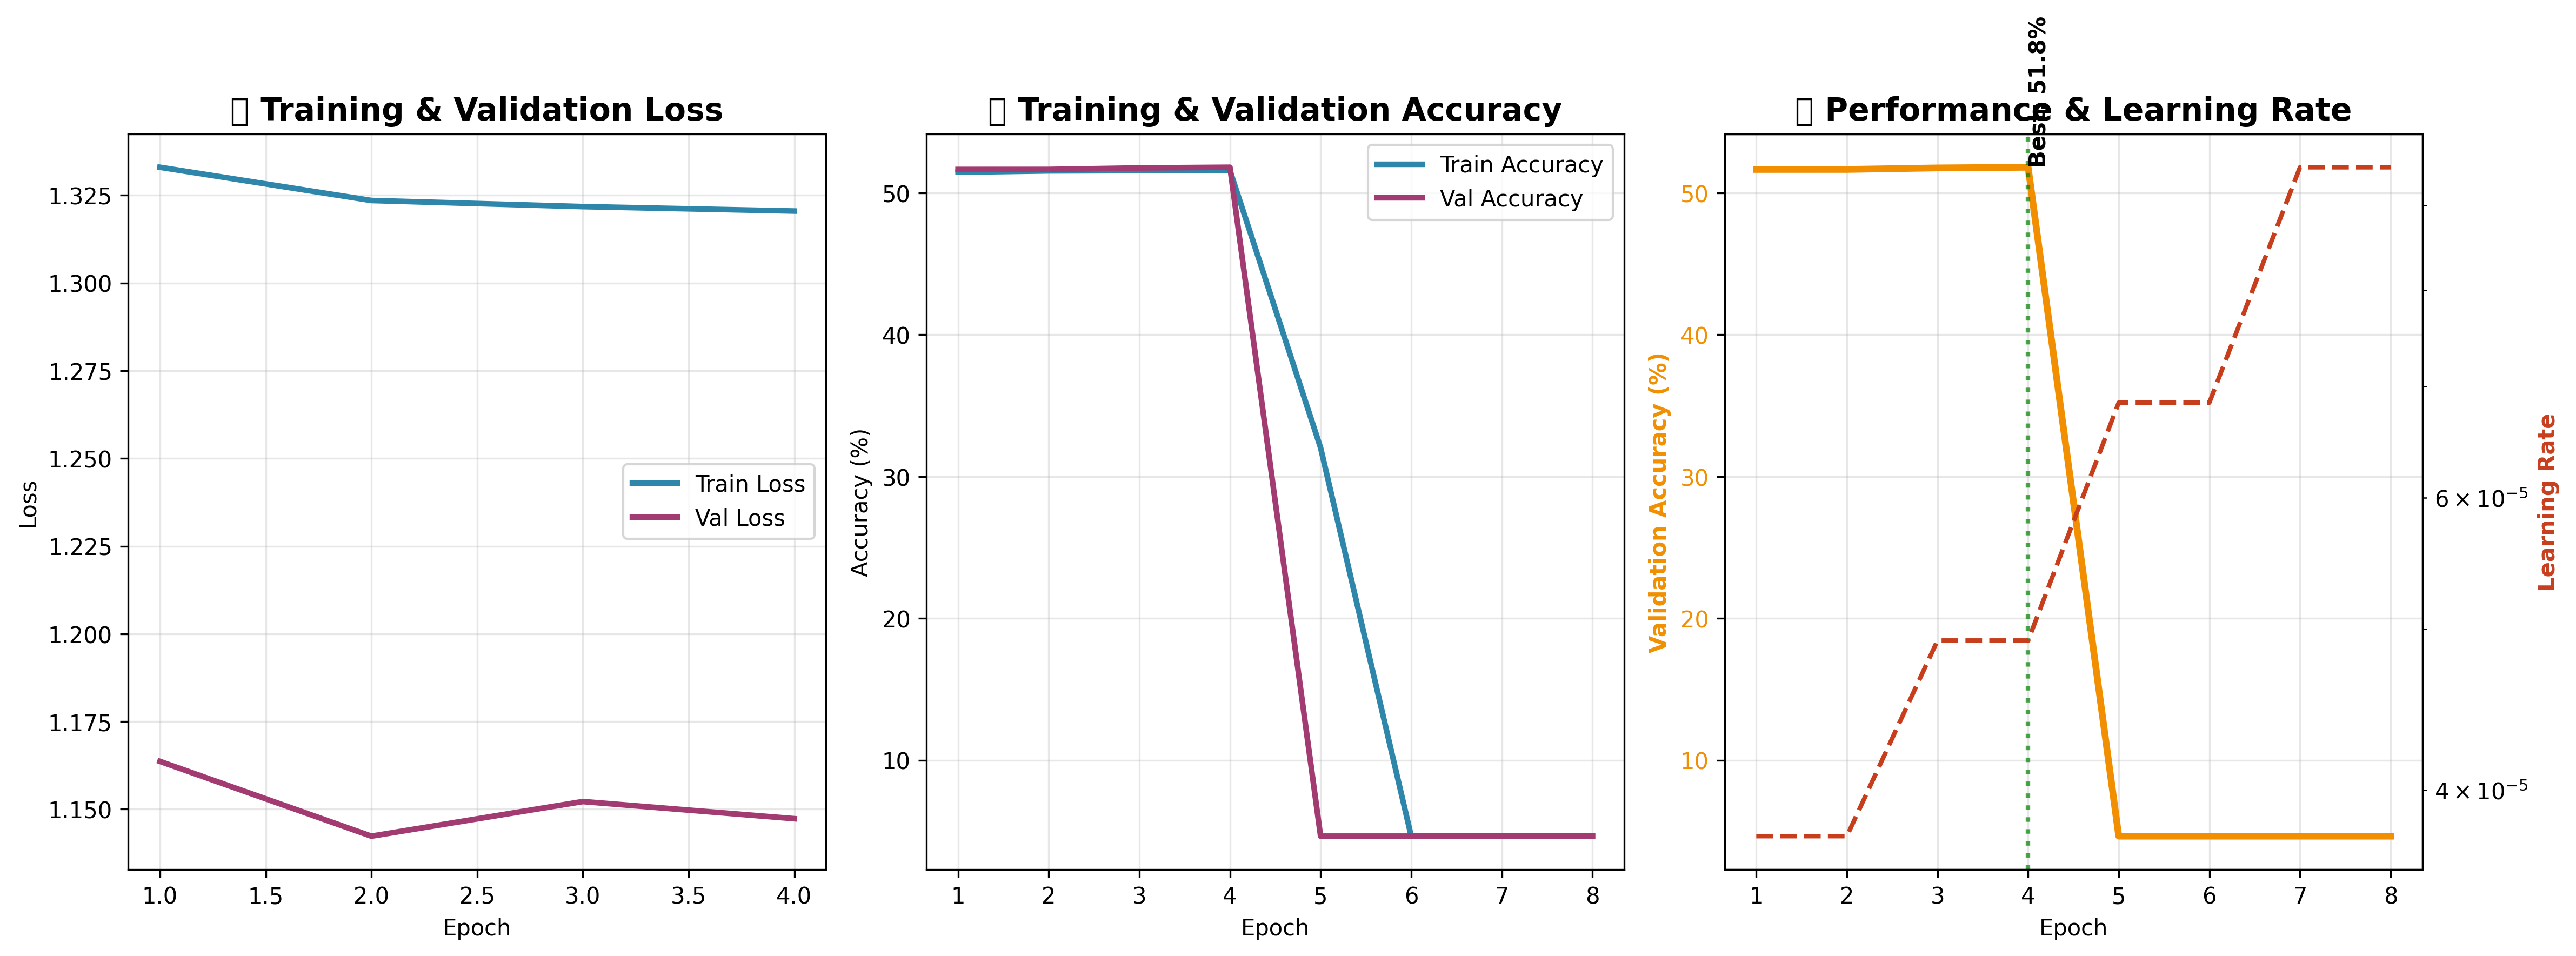 Training & Validation Loss
Loss
1.325
1.300
1.275
1.250
1.225
1.200
1.175
1.150
Train Loss
Val Loss
1.0 1.5 2.0 2.5 3.0 3.5 4.0
Epoch
Training & Validation Accuracy
Accuracy (%)
50
40
30
20
10
Train Accuracy
Val Accuracy
1 2 3 4 5 6 7 8
Epoch
Performance & Learning Rate
Best: 51.8%
Validation Accuracy (%)
50
40
30
20
10
6 × 10⁻⁵
4 × 10⁻⁵
Learning Rate
1 2 3 4 5 6 7 8
Epoch